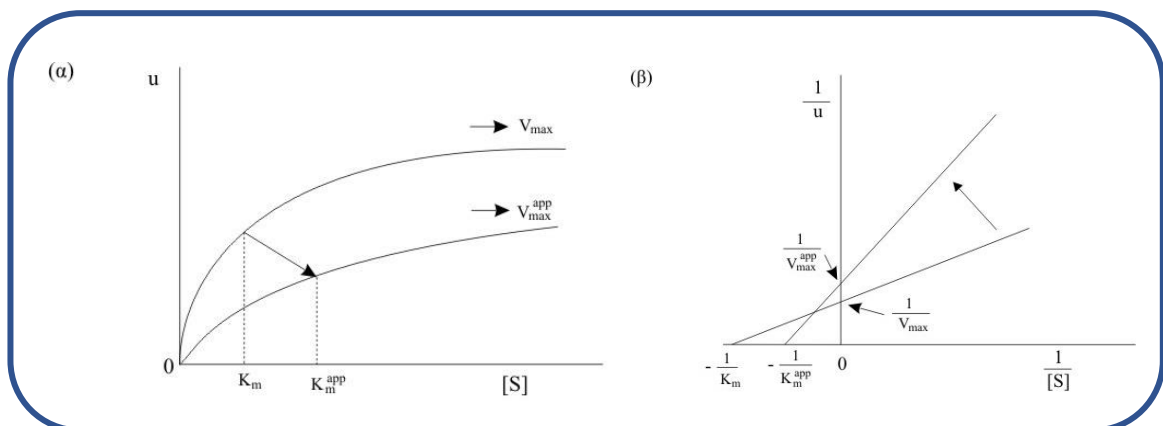 (α)
u
V_max
V_max^app
0
K_m
K_m^app
[S]
(β)
1
u
1
V_max^app
1
V_max
- 1
K_m
- 1
K_m^app
0
1
[S]